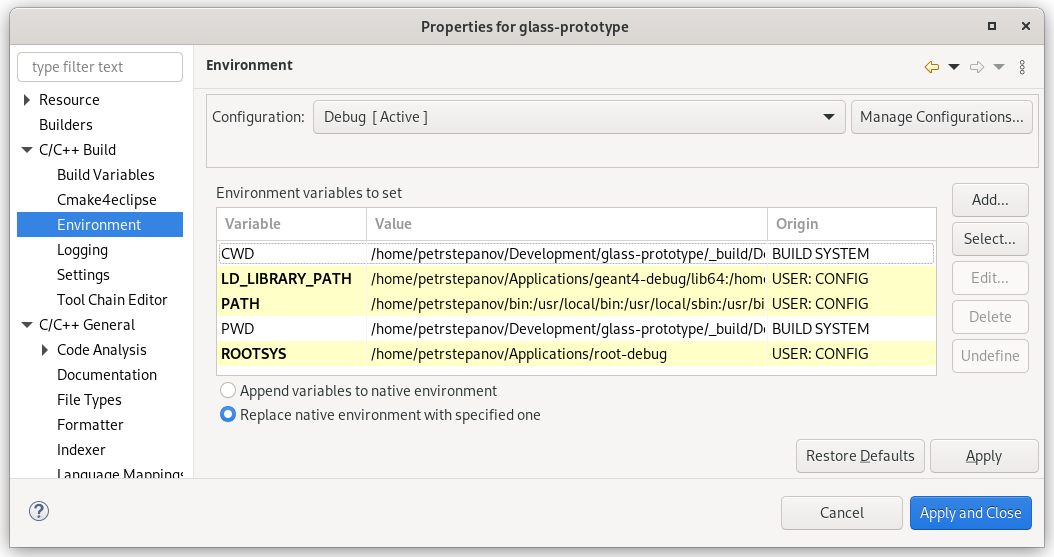 Properties for glass-prototype
type filter text
Resource
Builders
C/C++ Build
Build Variables
Cmake4eclipse
Environment
Logging
Settings
Tool Chain Editor
C/C++ General
Code Analysis
Documentation
File Types
Formatter
Indexer
Language Mappings
Environment
Configuration: Debug [ Active ] Manage Configurations...
Environment variables to set
Variable Value Origin
CWD /home/petrstepanov/Development/glass-prototype/_build/De BUILD SYSTEM
LD_LIBRARY_PATH /home/petrstepanov/Applications/geant4-debug/lib64:/home USER: CONFIG
PATH /home/petrstepanov/bin:/usr/local/bin:/usr/local/sbin:/usr/bi USER: CONFIG
PWD /home/petrstepanov/Development/glass-prototype/_build/De BUILD SYSTEM
ROOTSYS /home/petrstepanov/Applications/root-debug USER: CONFIG
Add...
Select...
Edit...
Delete
Undefine
Append variables to native environment
Replace native environment with specified one
Restore Defaults Apply
Cancel Apply and Close